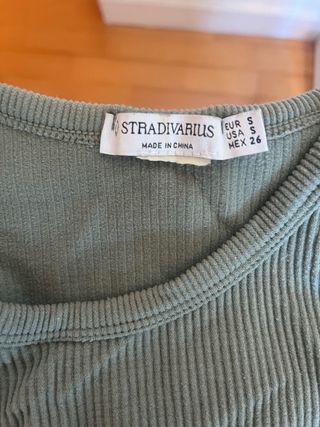 STRADIVARIUS
MADE IN CHINA
EUR S
USA S
MEX 26